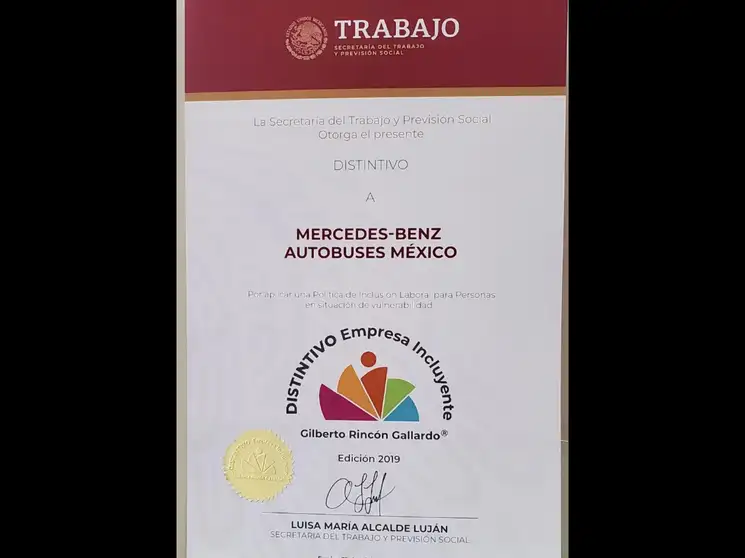 TRABAJO
SECRETARÍA DEL TRABAJO
Y PREVISIÓN SOCIAL
La Secretaría del Trabajo y Previsión Social
Otorga el presente
DISTINTIVO
A
MERCEDES-BENZ
AUTOBUSES MÉXICO
Por aplicar una Política de Inclusión Laboral para Personas
en Situación de vulnerabilidad
DISTINTIVO Empresa Incluyente
Gilberto Rincón Gallardo®
Edición 2019
LUISA MARÍA ALCALDE LUJÁN
SECRETARIA DEL TRABAJO Y PREVISIÓN SOCIAL